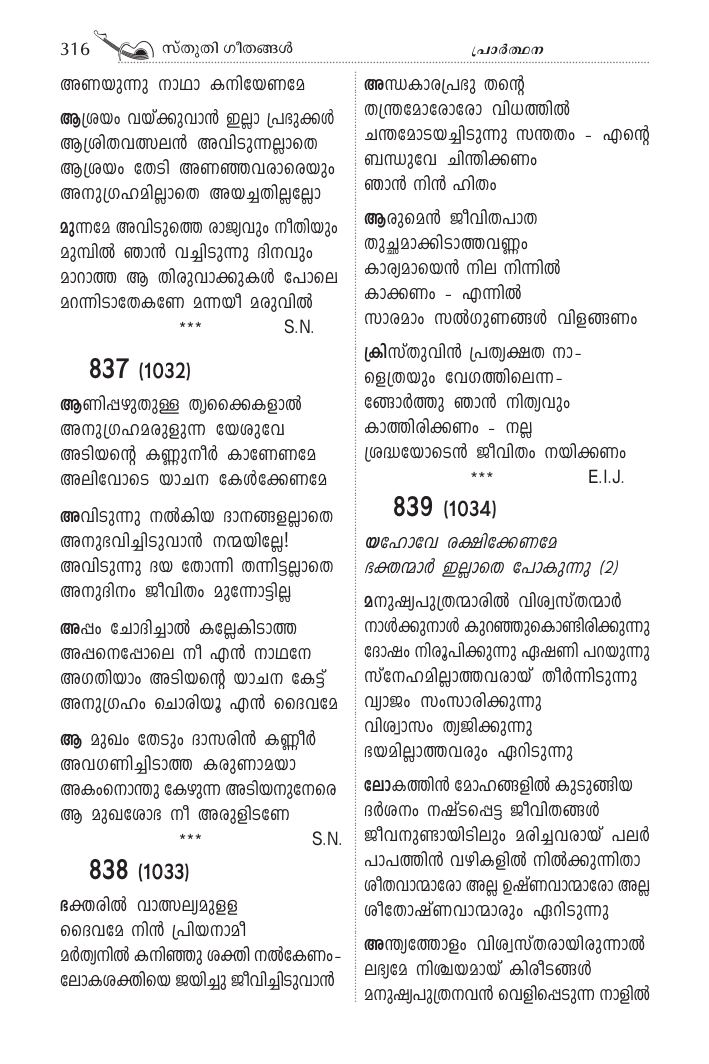 316 സ്തുതി ഗീതങ്ങൾ
പ്രാർത്ഥന
അണയുന്നു നാഥാ കനിയേണമേ
ആശ്രയം വയ്ക്കുവാൻ ഇല്ലാ പ്രഭുക്കൾ
ആശ്രിതവത്സലൻ അവിടുന്നല്ലാതെ
ആശ്രയം തേടി അണഞ്ഞവരാരെയും
അനുഗ്രഹമില്ലാതെ അയച്ചതില്ലല്ലോ
മുന്നമേ അവിടുത്തെ രാജ്യവും നീതിയും
മുമ്പിൽ ഞാൻ വച്ചിടുന്നു ദിനവും
മാറാത്ത ആ തിരുവാക്കുകൾ പോലെ
മറന്നിടാതേകണേ മന്നയീ മരുവിൽ
*** S.N.
837 (1032)
ആണിപ്പഴുതുള്ള തൃക്കൈകളാൽ
അനുഗ്രഹമരുളുന്ന യേശുവേ
അടിയന്റെ കണ്ണുനീർ കാണേണമേ
അലിവോടെ യാചന കേൾക്കേണമേ
അവിടുന്നു നൽകിയ ദാനങ്ങളല്ലാതെ
അനുഭവിച്ചിടുവാൻ നന്മയില്ലേ!
അവിടുന്നു ദയ തോന്നി തന്നിട്ടല്ലാതെ
അനുദിനം ജീവിതം മുന്നോട്ടില്ല
അപ്പം ചോദിച്ചാൽ കല്ലേകിടാത്ത
അപ്പനെപ്പോലെ നീ എൻ നാഥനേ
അഗതിയാം അടിയന്റെ യാചന കേട്ട്
അനുഗ്രഹം ചൊരിയൂ എൻ ദൈവമേ
ആ മുഖം തേടും ദാസരിൻ കണ്ണീർ
അവഗണിച്ചിടാത്ത കരുണാമയാ
അകംനൊന്തു കേഴുന്ന അടിയനുനേരെ
ആ മുഖശോഭ നീ അരുളിടണേ
*** S.N.
838 (1033)
ഭക്തരിൽ വാത്സല്യമുളള
ദൈവമേ നിൻ പ്രിയനാമീ
മർത്യനിൽ കനിഞ്ഞു ശക്തി നൽകേണം-
ലോകശക്തിയെ ജയിച്ചു ജീവിച്ചിടുവാൻ
അന്ധകാരപ്രഭു തന്റെ
തന്ത്രമോരോരോ വിധത്തിൽ
ചന്തമോടയച്ചിടുന്നു സന്തതം - എന്റെ
ബന്ധുവേ ചിന്തിക്കണം
ഞാൻ നിൻ ഹിതം
ആരുമെൻ ജീവിതപാത
തുച്ഛമാക്കിടാത്തവണ്ണം
കാര്യമായെൻ നില നിന്നിൽ
കാക്കണം - എന്നിൽ
സാരമാം സൽഗുണങ്ങൾ വിളങ്ങണം
ക്രിസ്തുവിൻ പ്രത്യക്ഷത നാ-
ളെത്രയും വേഗത്തിലെന്ന-
ങ്ങോർത്തു ഞാൻ നിത്യവും
കാത്തിരിക്കണം - നല്ല
ശ്രദ്ധയോടെൻ ജീവിതം നയിക്കണം
*** E.I.J.
839 (1034)
യഹോവേ രക്ഷിക്കേണമേ
ഭക്തന്മാർ ഇല്ലാതെ പോകുന്നു (2)
മനുഷ്യപുത്രന്മാരിൽ വിശ്വസ്തന്മാർ
നാൾക്കുനാൾ കുറഞ്ഞുകൊണ്ടിരിക്കുന്നു
ദോഷം നിരൂപിക്കുന്നു ഏഷണി പറയുന്നു
സ്നേഹമില്ലാത്തവരായ് തീർന്നിടുന്നു
വ്യാജം സംസാരിക്കുന്നു
വിശ്വാസം ത്യജിക്കുന്നു
ഭയമില്ലാത്തവരും ഏറിടുന്നു
ലോകത്തിൻ മോഹങ്ങളിൽ കുടുങ്ങിയ
ദർശനം നഷ്ടപ്പെട്ട ജീവിതങ്ങൾ
ജീവനുണ്ടായിടിലും മരിച്ചവരായ് പലർ
പാപത്തിൻ വഴികളിൽ നിൽക്കുന്നിതാ
ശീതവാന്മാരോ അല്ല ഉഷ്ണവാന്മാരോ അല്ല
ശീതോഷ്ണവാന്മാരും ഏറിടുന്നു
അന്ത്യത്തോളം വിശ്വസ്തരായിരുന്നാൽ
ലഭ്യമേ നിശ്ചയമായ് കിരീടങ്ങൾ
മനുഷ്യപുത്രനവൻ വെളിപ്പെടുന്ന നാളിൽ